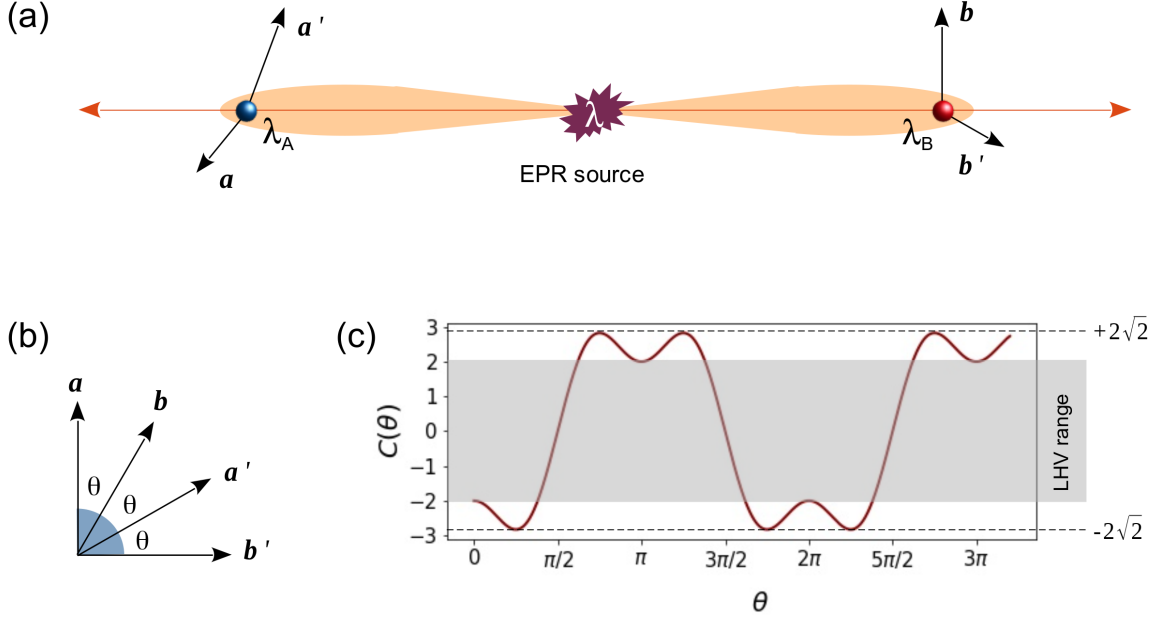 (a)
a'
b
λ
λA
λB
a
b'
EPR source
(b)
a
b
a'
b'
θ
θ
θ
(c)
3
2
1
0
−1
−2
−3
C(θ)
+2√2
LHV range
-2√2
0 π/2 π 3π/2 2π 5π/2 3π
θ